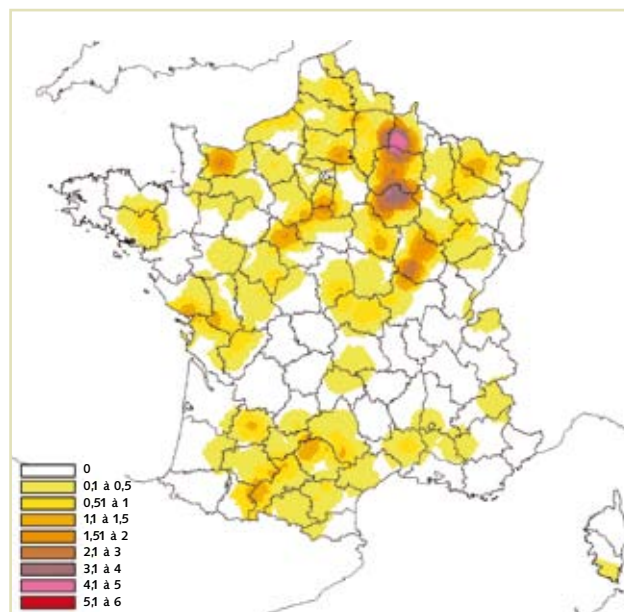 0
0,1 à 0,5
0,51 à 1
1,1 à 1,5
1,51 à 2
2,1 à 3
3,1 à 4
4,1 à 5
5,1 à 6